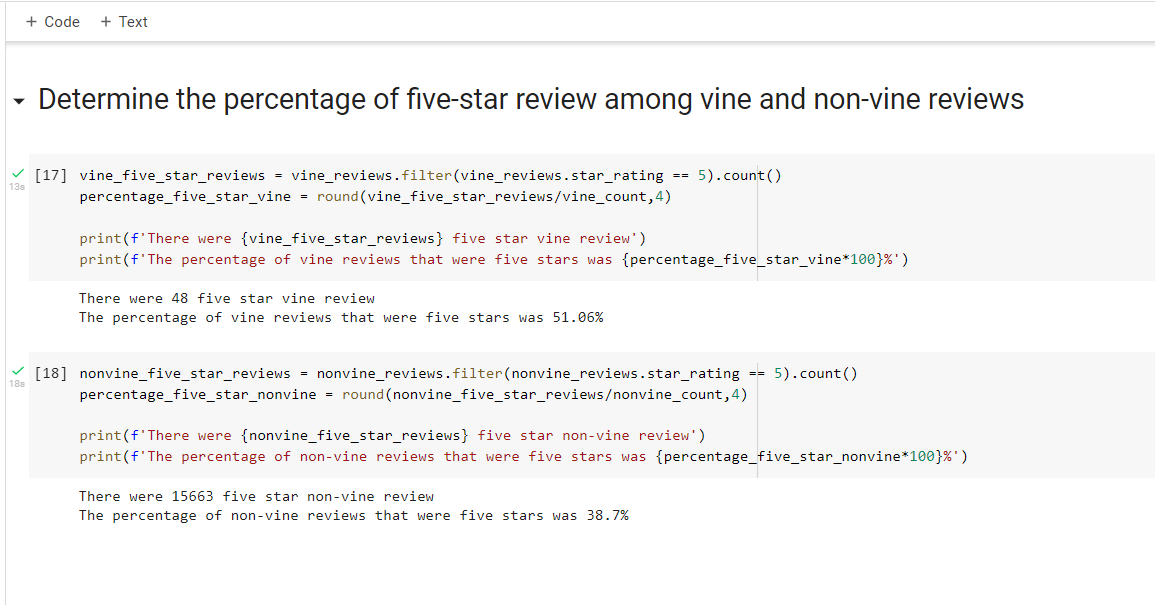 + Code + Text
Determine the percentage of five-star review among vine and non-vine reviews
[17] vine_five_star_reviews = vine_reviews.filter(vine_reviews.star_rating == 5).count()
13s
percentage_five_star_vine = round(vine_five_star_reviews/vine_count,4)
print(f'There were {vine_five_star_reviews} five star vine review')
print(f'The percentage of vine reviews that were five stars was {percentage_five_star_vine*100}%')
There were 48 five star vine review
The percentage of vine reviews that were five stars was 51.06%
[18] nonvine_five_star_reviews = nonvine_reviews.filter(nonvine_reviews.star_rating == 5).count()
18s
percentage_five_star_nonvine = round(nonvine_five_star_reviews/nonvine_count,4)
print(f'There were {nonvine_five_star_reviews} five star non-vine review')
print(f'The percentage of non-vine reviews that were five stars was {percentage_five_star_nonvine*100}%')
There were 15663 five star non-vine review
The percentage of non-vine reviews that were five stars was 38.7%